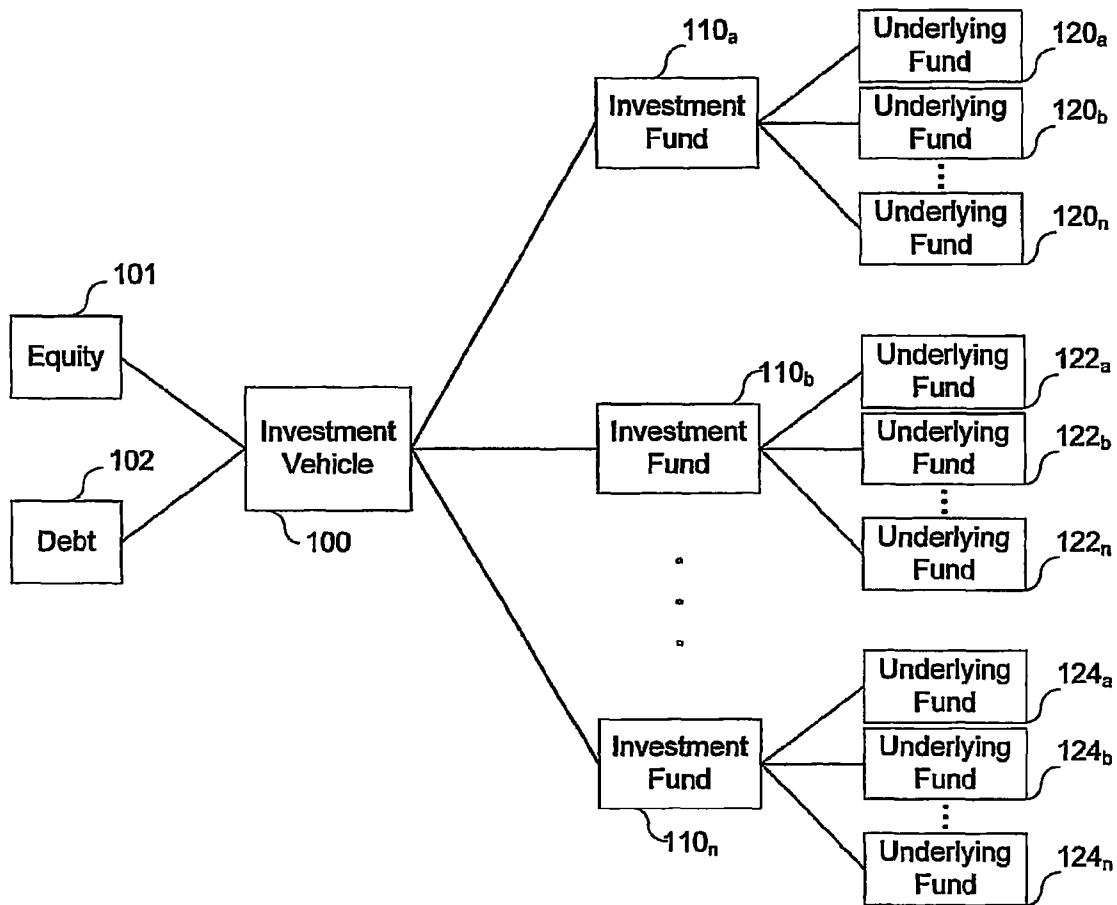 110a
Underlying
Fund
120a
Investment
Fund
Underlying
Fund
120b
Underlying
Fund
120n
101
Equity
102
Debt
Investment
Vehicle
100
110b
Investment
Fund
Underlying
Fund
122a
Underlying
Fund
122b
Underlying
Fund
122n
Investment
Fund
110n
Underlying
Fund
124a
Underlying
Fund
124b
Underlying
Fund
124n